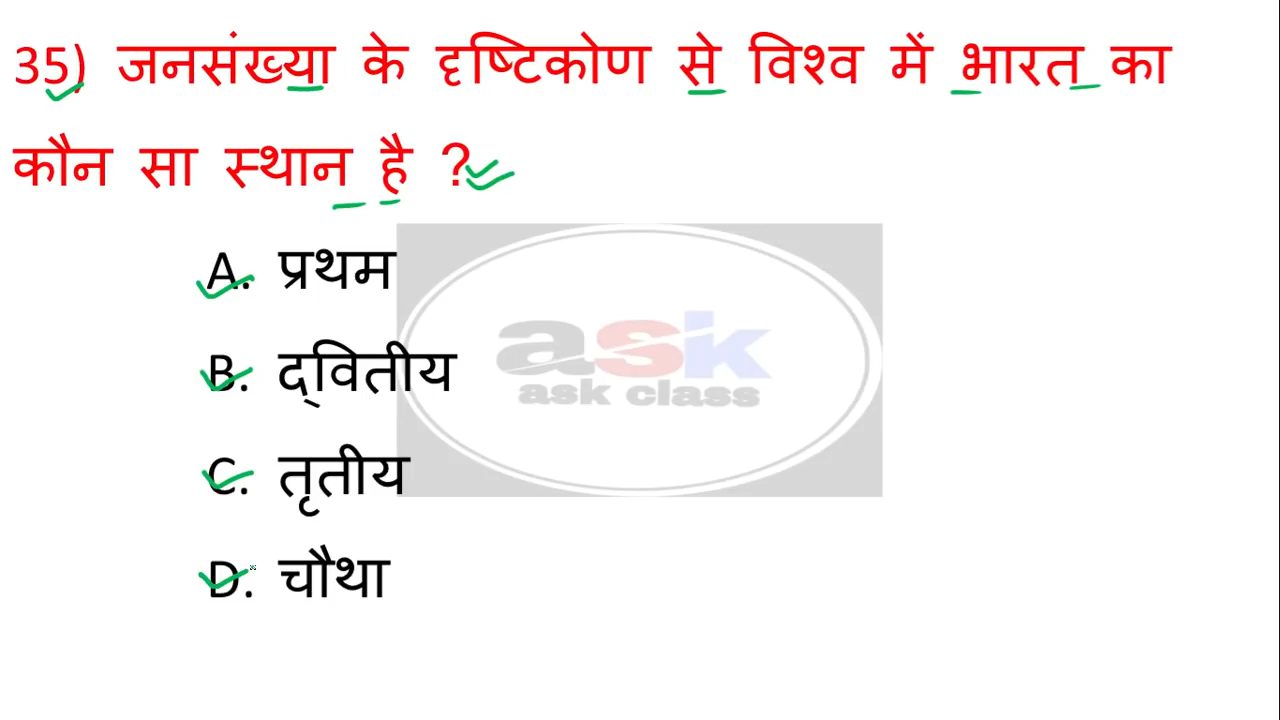 35) जनसंख्या के दृष्टिकोण से विश्व में भारत का
कौन सा स्थान है ?
A. प्रथम
B. द्वितीय
C. तृतीय
D. चौथा
ask
ask class